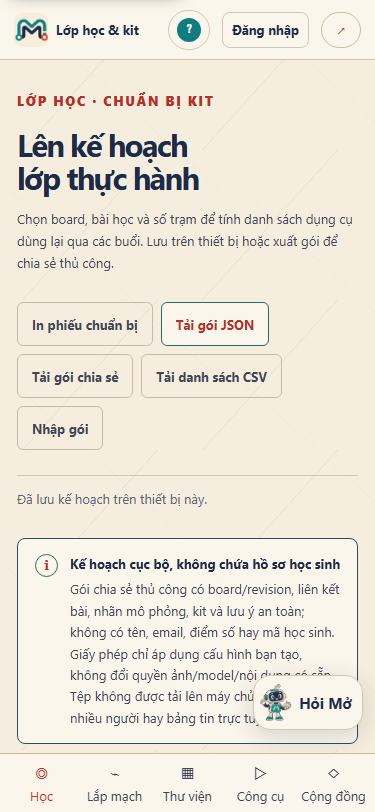 Lớp học & kit
?
Đăng nhập
LỚP HỌC · CHUẨN BỊ KIT
Lên kế hoạch
lớp thực hành
Chọn board, bài học và số trạm để tính danh sách dụng cụ
dùng lại qua các buổi. Lưu trên thiết bị hoặc xuất gói để
chia sẻ thủ công.
In phiếu chuẩn bị
Tải gói JSON
Tải gói chia sẻ
Tải danh sách CSV
Nhập gói
Đã lưu kế hoạch trên thiết bị này.
i
Kế hoạch cục bộ, không chứa hồ sơ học sinh
Gói chia sẻ thủ công có board/revision, liên kết
bài, nhãn mô phỏng, kit và lưu ý an toàn;
không có tên, email, điểm số hay mã học sinh.
Giấy phép chỉ áp dụng cấu hình bạn tạo,
không đổi quyền ảnh/model/nội dung có sẵn.
Tệp không được tải lên máy chủ
nhiều người hay bảng tin trực
Hỏi Mở
Học
Lắp mạch
Thư viện
Công cụ
Cộng đồng